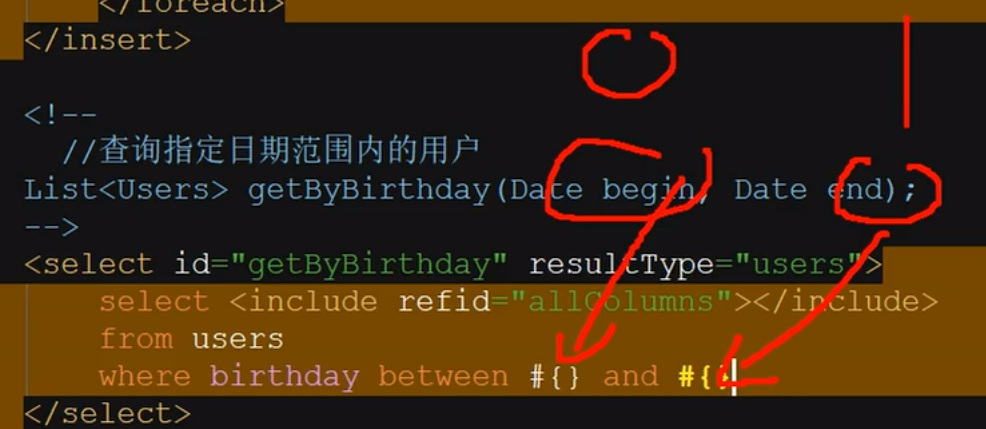 </foreach>
</insert>
<!--
//查询指定日期范围内的用户
List<Users> getByBirthday(Date begin, Date end);
-->
<select id="getByBirthday" resultType="users">
select <include refid="allColumns"></include>
from users
where birthday between #{} and #{}
</select>